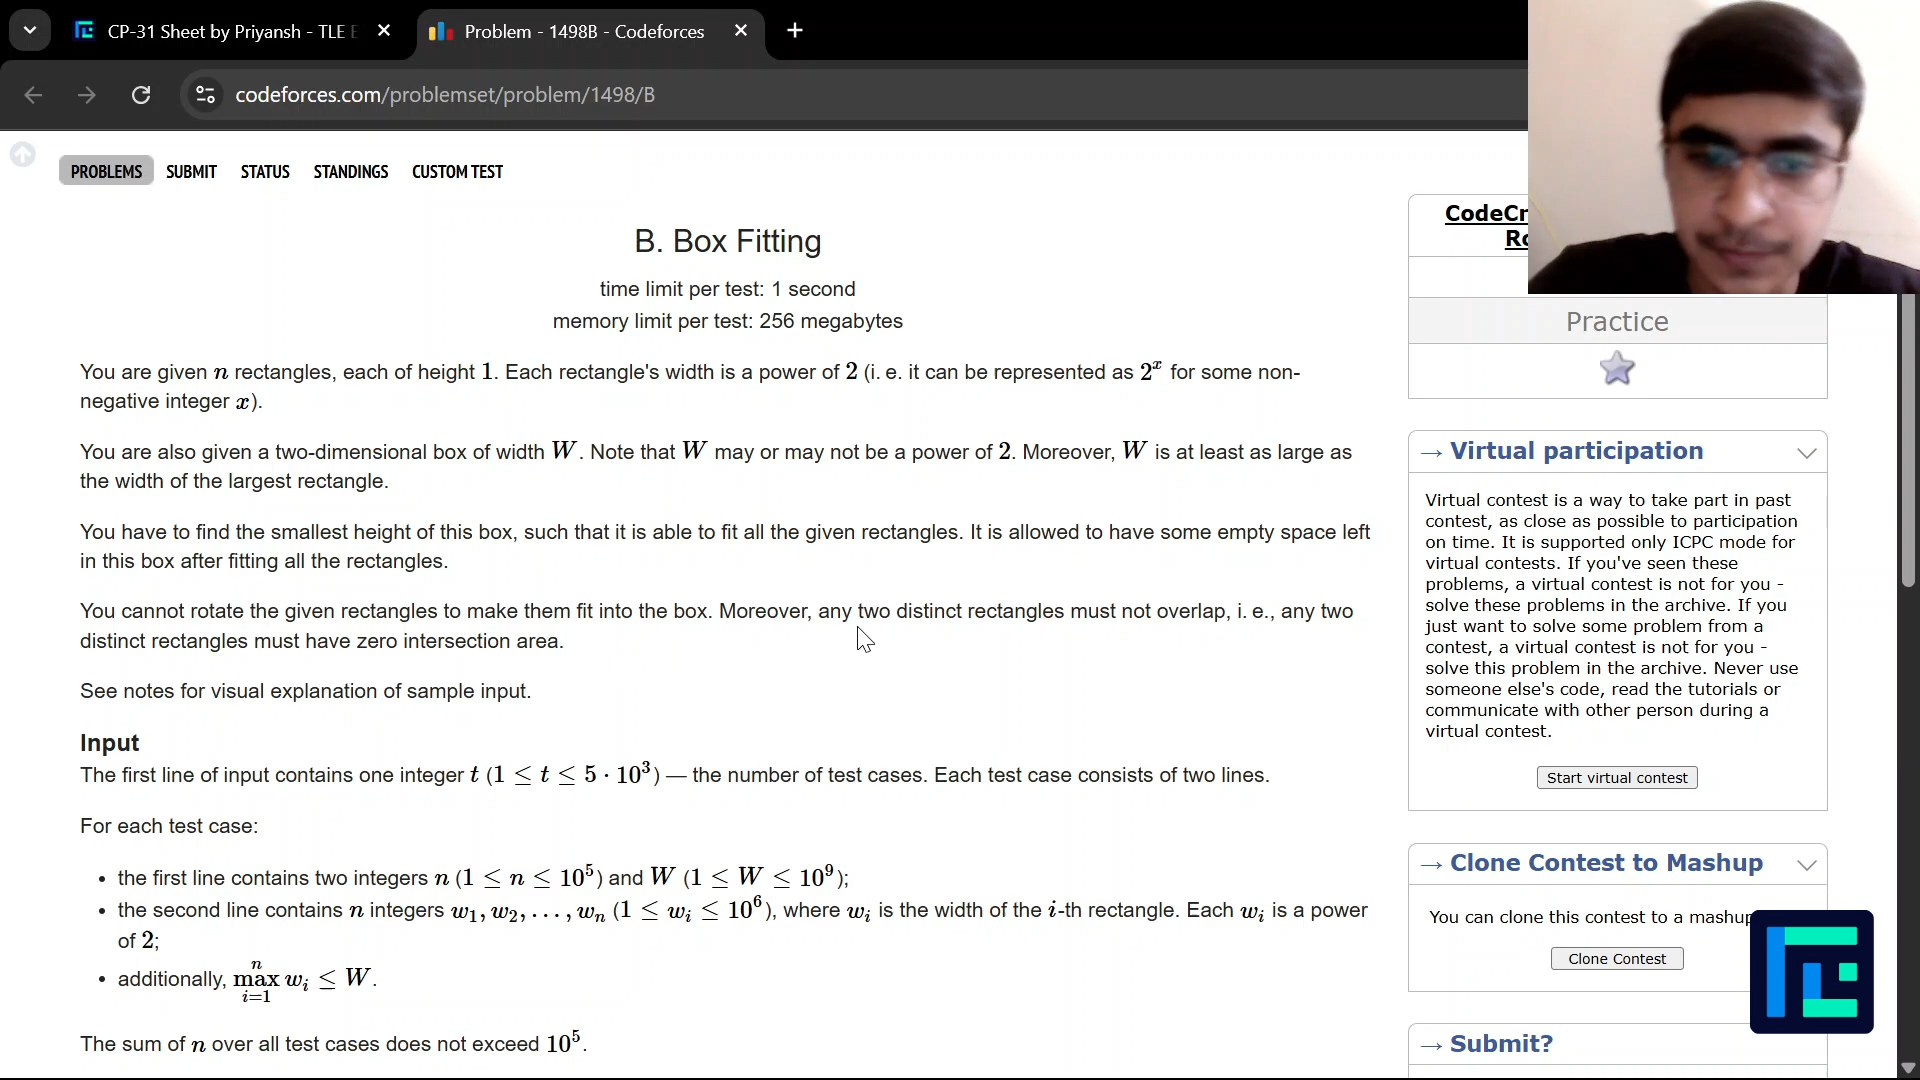 CP-31 Sheet by Priyansh - TLE E
Problem - 1498B - Codeforces
codeforces.com/problemset/problem/1498/B
PROBLEMS SUBMIT STATUS STANDINGS CUSTOM TEST
B. Box Fitting
time limit per test: 1 second
memory limit per test: 256 megabytes
You are given n rectangles, each of height 1. Each rectangle's width is a power of 2 (i. e. it can be represented as 2^x for some non-
negative integer x).
You are also given a two-dimensional box of width W. Note that W may or may not be a power of 2. Moreover, W is at least as large as
the width of the largest rectangle.
You have to find the smallest height of this box, such that it is able to fit all the given rectangles. It is allowed to have some empty space left
in this box after fitting all the rectangles.
You cannot rotate the given rectangles to make them fit into the box. Moreover, any two distinct rectangles must not overlap, i. e., any two
distinct rectangles must have zero intersection area.
See notes for visual explanation of sample input.
Input
The first line of input contains one integer t (1 ≤ t ≤ 5 · 10^3) — the number of test cases. Each test case consists of two lines.
For each test case:
• the first line contains two integers n (1 ≤ n ≤ 10^5) and W (1 ≤ W ≤ 10^9);
• the second line contains n integers w_1, w_2, …, w_n (1 ≤ w_i ≤ 10^6), where w_i is the width of the i-th rectangle. Each w_i is a power
of 2;
• additionally, max_{i=1}^n w_i ≤ W.
The sum of n over all test cases does not exceed 10^5.
CodeCr
Ro
Practice
→ Virtual participation
Virtual contest is a way to take part in past
contest, as close as possible to participation
on time. It is supported only ICPC mode for
virtual contests. If you've seen these
problems, a virtual contest is not for you -
solve these problems in the archive. If you
just want to solve some problem from a
contest, a virtual contest is not for you -
solve this problem in the archive. Never use
someone else's code, read the tutorials or
communicate with other person during a
virtual contest.
Start virtual contest
→ Clone Contest to Mashup
You can clone this contest to a mashup
Clone Contest
→ Submit?